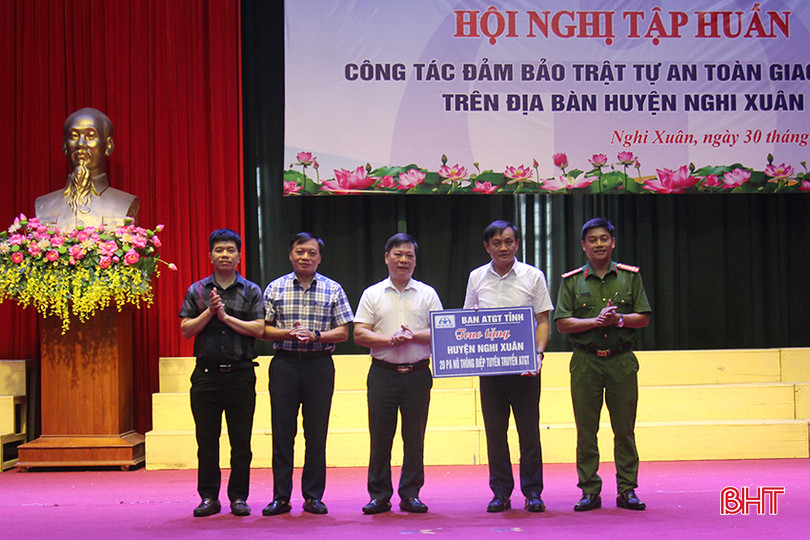 HỘI NGHỊ TẬP HUẤN
CÔNG TÁC ĐẢM BẢO TRẬT TỰ AN TOÀN GIAO
TRÊN ĐỊA BÀN HUYỆN NGHI XUÂN
Nghi Xuân, ngày 30 tháng
BAN ATGT TỈNH
Trao tặng
HUYỆN NGHI XUÂN
20 PA NÔ THÔNG ĐIỆP TUYÊN TRUYỀN ATGT
BHT